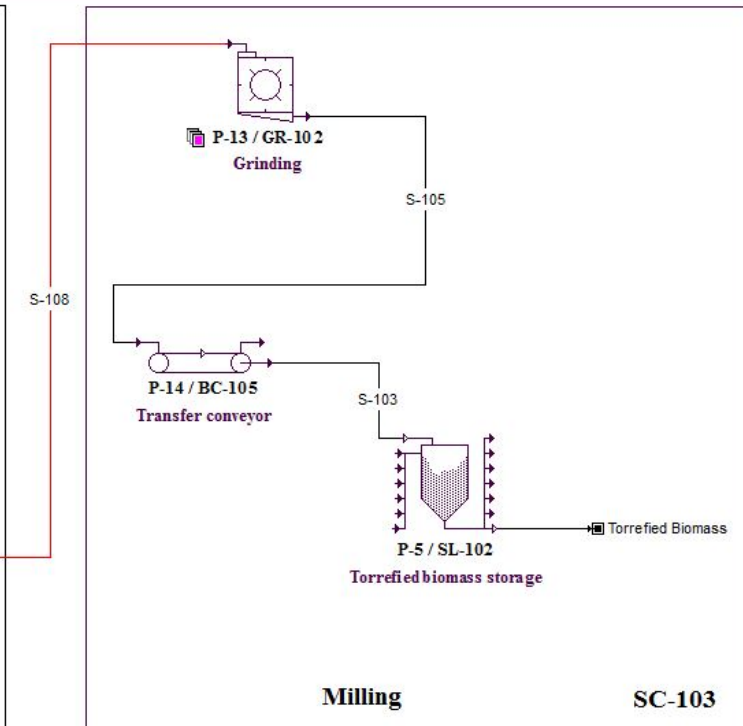 P-13 / GR-102
Grinding
S-105
S-108
P-14 / BC-105
Transfer conveyor
S-103
Torrefied Biomass
P-5 / SL-102
Torrefied biomass storage
Milling
SC-103